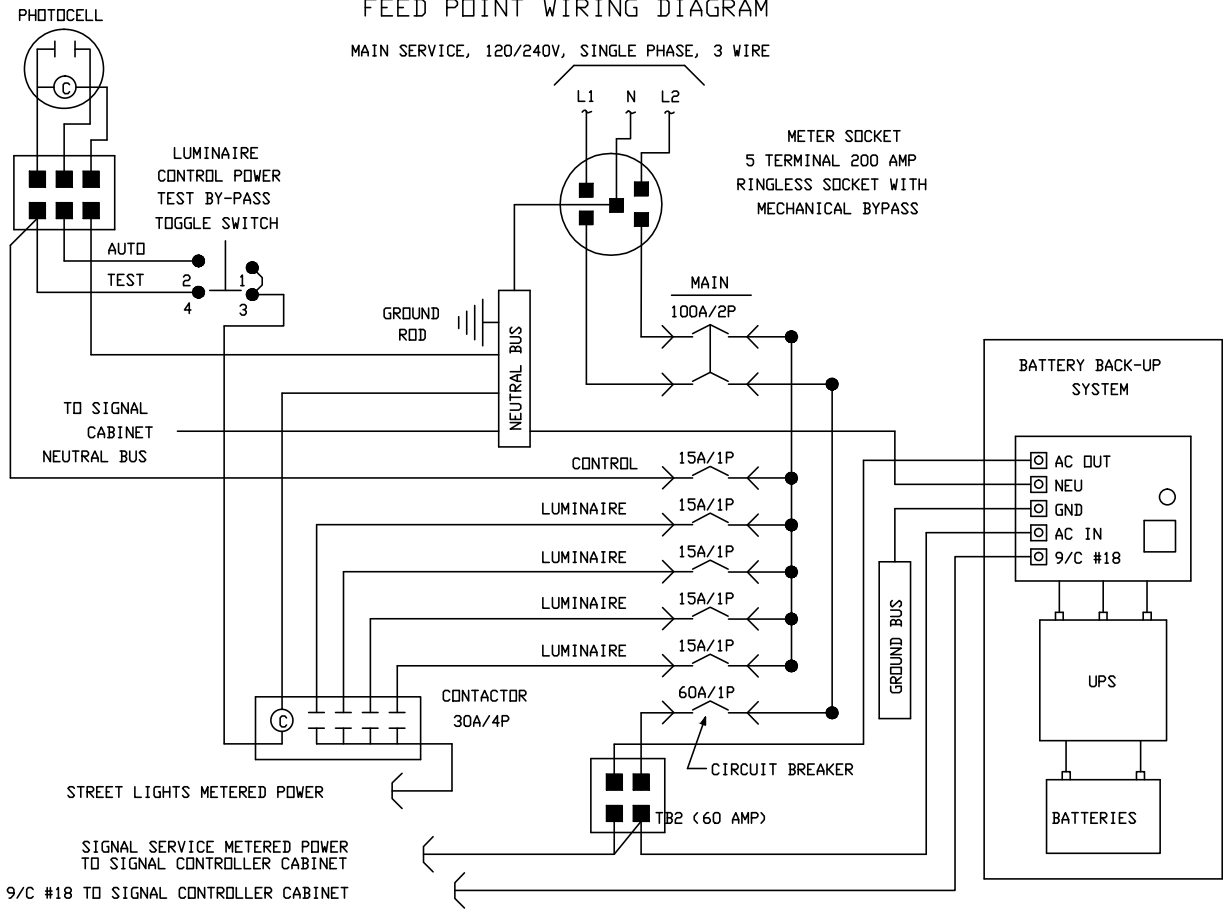 FEED POINT WIRING DIAGRAM
PHOTOCELL
MAIN SERVICE, 120/240V, SINGLE PHASE, 3 WIRE
C
L1 N L2
METER SOCKET
5 TERMINAL 200 AMP
RINGLESS SOCKET WITH
MECHANICAL BYPASS
LUMINAIRE
CONTROL POWER
TEST BY-PASS
TOGGLE SWITCH
AUTO
TEST
2
1
4
3
MAIN
100A/2P
GROUND
ROD
NEUTRAL BUS
BATTERY BACK-UP
SYSTEM
TO SIGNAL
CABINET
NEUTRAL BUS
CONTROL
15A/1P
LUMINAIRE
15A/1P
LUMINAIRE
15A/1P
LUMINAIRE
15A/1P
LUMINAIRE
15A/1P
60A/1P
AC OUT
NEU
GND
AC IN
9/C #18
GROUND BUS
UPS
BATTERIES
C
CONTACTOR
30A/4P
CIRCUIT BREAKER
STREET LIGHTS METERED POWER
TB2 (60 AMP)
SIGNAL SERVICE METERED POWER
TO SIGNAL CONTROLLER CABINET
9/C #18 TO SIGNAL CONTROLLER CABINET